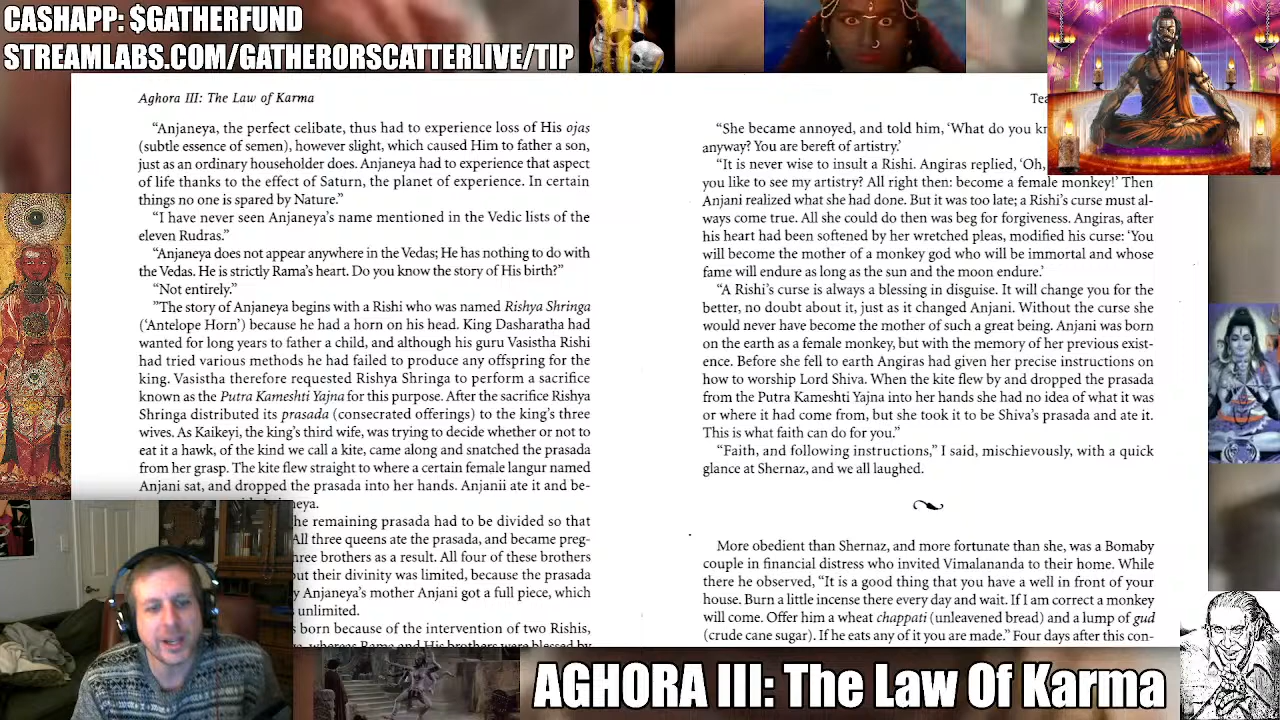 CASHAPP: $GATHERFUND
STREAMLABS.COM/GATHERORSCATTERLIVE/TIP
Aghora III: The Law of Karma
“Anjaneya, the perfect celibate, thus had to experience loss of His ojas
(subtle essence of semen), however slight, which caused Him to father a son,
just as an ordinary householder does. Anjaneya had to experience that aspect
of life thanks to the effect of Saturn, the planet of experience. In certain
things no one is spared by Nature.”
“I have never seen Anjaneya’s name mentioned in the Vedic lists of the
eleven Rudras.”
“Anjaneya does not appear anywhere in the Vedas; He has nothing to do with
the Vedas. He is strictly Rama’s heart. Do you know the story of His birth?”
“Not entirely.”
”The story of Anjaneya begins with a Rishi who was named Rishya Shringa
(‘Antelope Horn’) because he had a horn on his head. King Dasharatha had
wanted for long years to father a child, and although his guru Vasistha Rishi
had tried various methods he had failed to produce any offspring for the
king. Vasistha therefore requested Rishya Shringa to perform a sacrifice
known as the Putra Kameshti Yajna for this purpose. After the sacrifice Rishya
Shringa distributed its prasada (consecrated offerings) to the king’s three
wives. As Kaikeyi, the king’s third wife, was trying to decide whether or not to
eat it a hawk, of the kind we call a kite, came along and snatched the prasada
from her grasp. The kite flew straight to where a certain female langur named
Anjani sat, and dropped the prasada into her hands. Anjanii ate it and be-
he remaining prasada had to be divided so that
All three queens ate the prasada, and became preg-
hree brothers as a result. All four of these brothers
ut their divinity was limited, because the prasada
y Anjaneya’s mother Anjani got a full piece, which
unlimited.
s born because of the intervention of two Rishis,
whereas Rama and His brothers were blessed by
“She became annoyed, and told him, ‘What do you
anyway? You are bereft of artistry.’
“It is never wise to insult a Rishi. Angiras replied, ‘Oh,
you like to see my artistry? All right then: become a female monkey!’ Then
Anjani realized what she had done. But it was too late; a Rishi’s curse must al-
ways come true. All she could do then was beg for forgiveness. Angiras, after
his heart had been softened by her wretched pleas, modified his curse: ‘You
will become the mother of a monkey god who will be immortal and whose
fame will endure as long as the sun and the moon endure.’
“A Rishi’s curse is always a blessing in disguise. It will change you for the
better, no doubt about it, just as it changed Anjani. Without the curse she
would never have become the mother of such a great being. Anjani was born
on the earth as a female monkey, but with the memory of her previous exist-
ence. Before she fell to earth Angiras had given her precise instructions on
how to worship Lord Shiva. When the kite flew by and dropped the prasada
from the Putra Kameshti Yajna into her hands she had no idea of what it was
or where it had come from, but she took it to be Shiva’s prasada and ate it.
This is what faith can do for you.”
“Faith, and following instructions,” I said, mischievously, with a quick
glance at Shernaz, and we all laughed.
More obedient than Shernaz, and more fortunate than she, was a Bomaby
couple in financial distress who invited Vimalananda to their home. While
there he observed, “It is a good thing that you have a well in front of your
house. Burn a little incense there every day and wait. If I am correct a monkey
will come. Offer him a wheat chappati (unleavened bread) and a lump of gud
(crude cane sugar). If he eats any of it you are made.” Four days after this con-
AGHORA III: The Law Of Karma